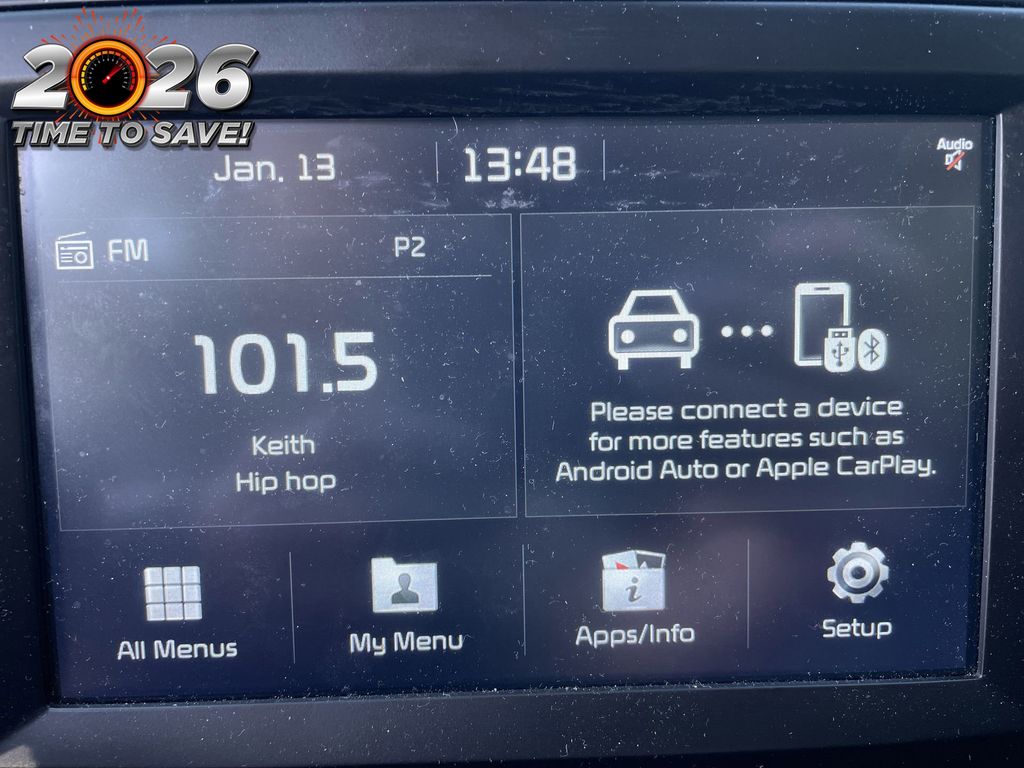 2026
TIME TO SAVE!
Jan. 13
13:48
Audio
FM
P2
101.5
Keith
Hip hop
Please connect a device
for more features such as
Android Auto or Apple CarPlay.
All Menus
My Menu
Apps/Info
Setup